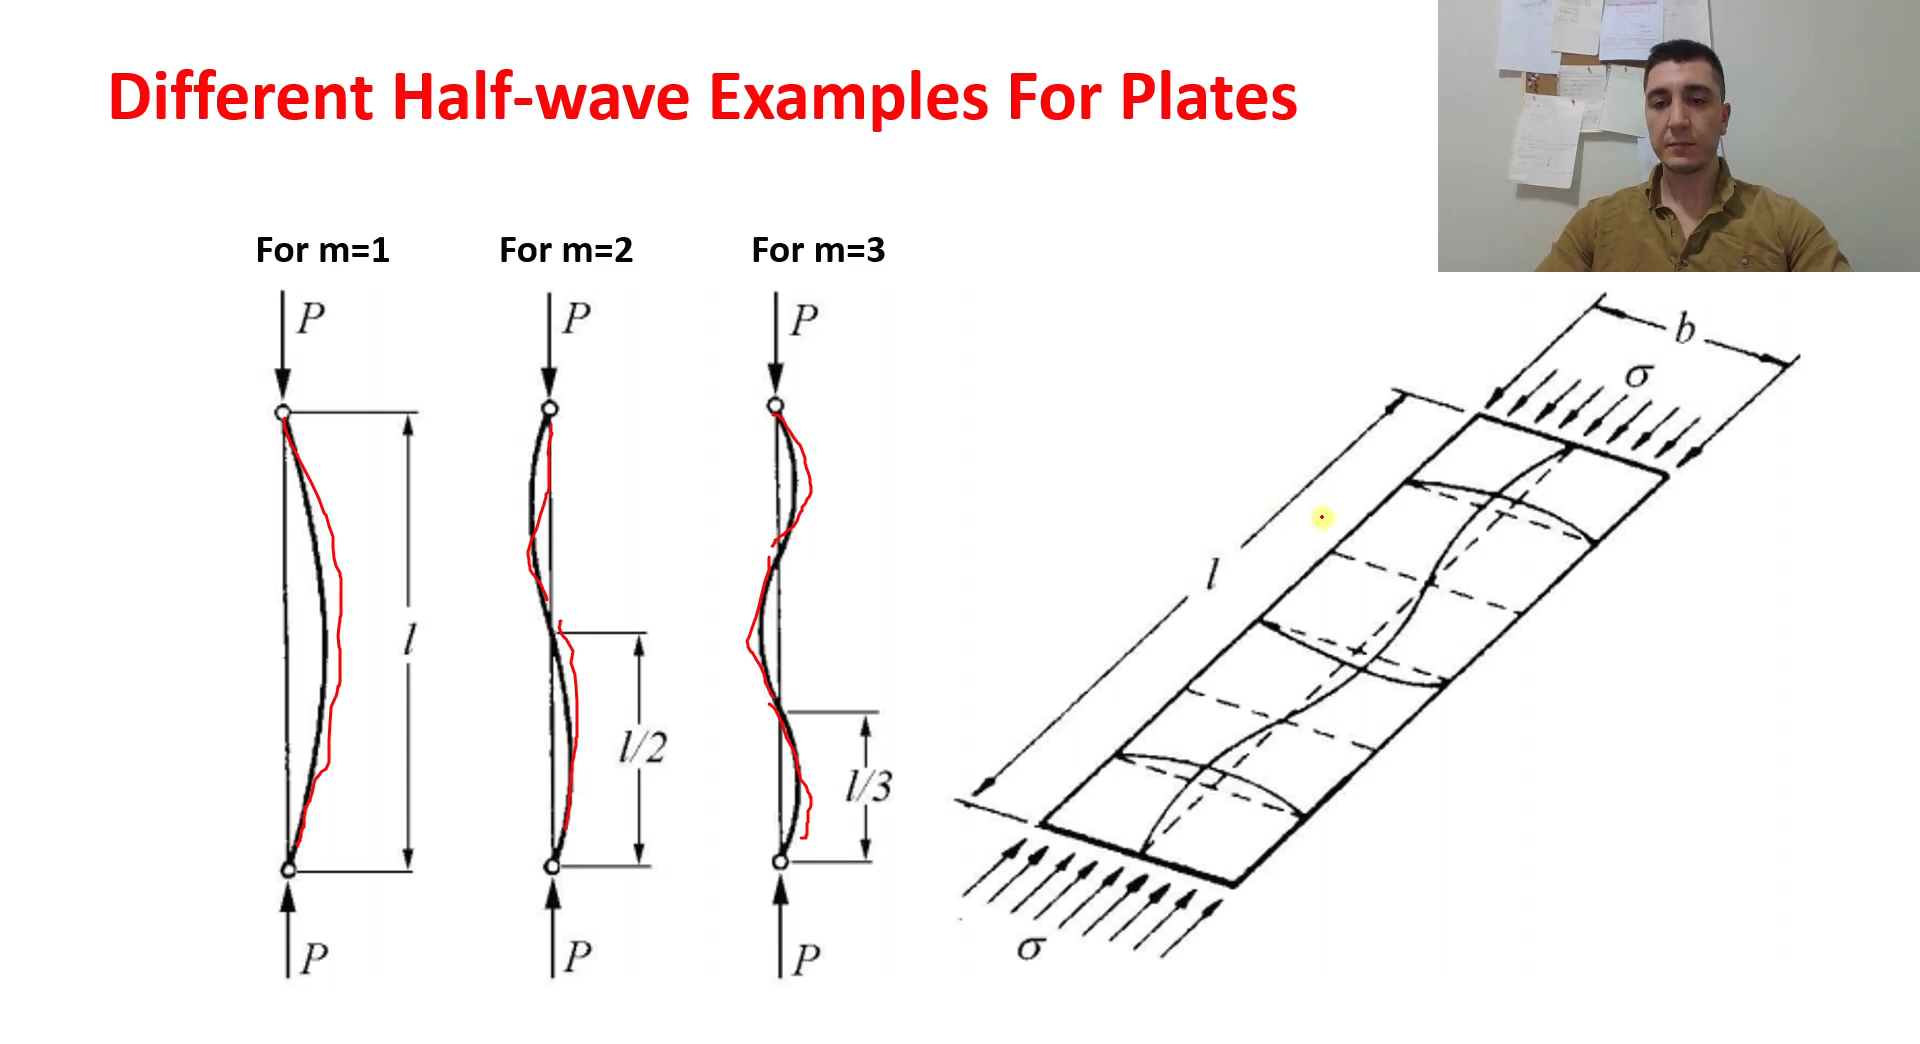 Different Half-wave Examples For Plates
For m=1
For m=2
For m=3
P
P
P
b
σ
l
l
l/2
l/3
σ
P
P
P